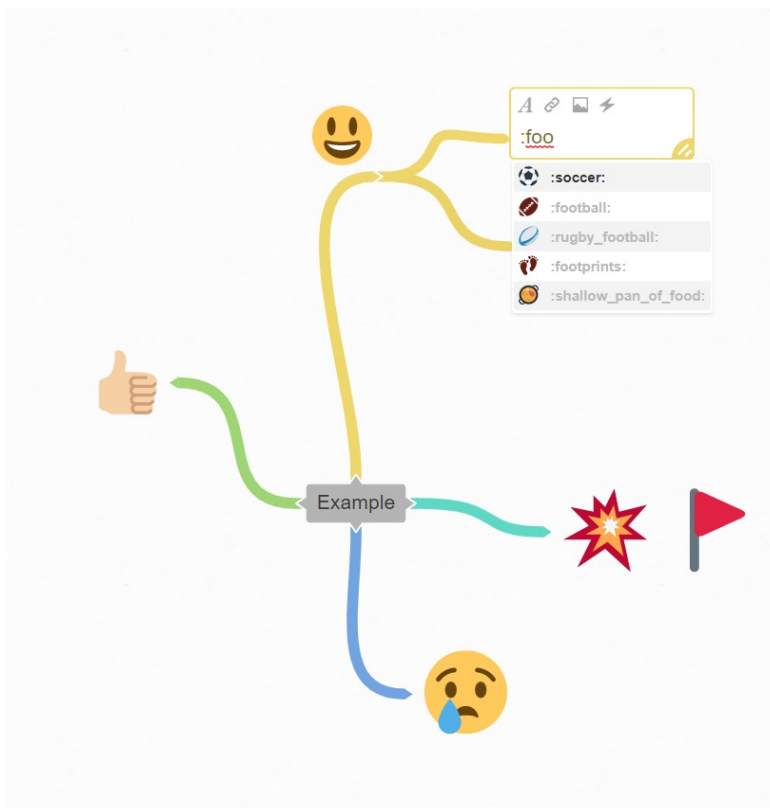 :foo
:soccer:
:football:
:rugby_football:
:footprints:
:shallow_pan_of_food:
Example